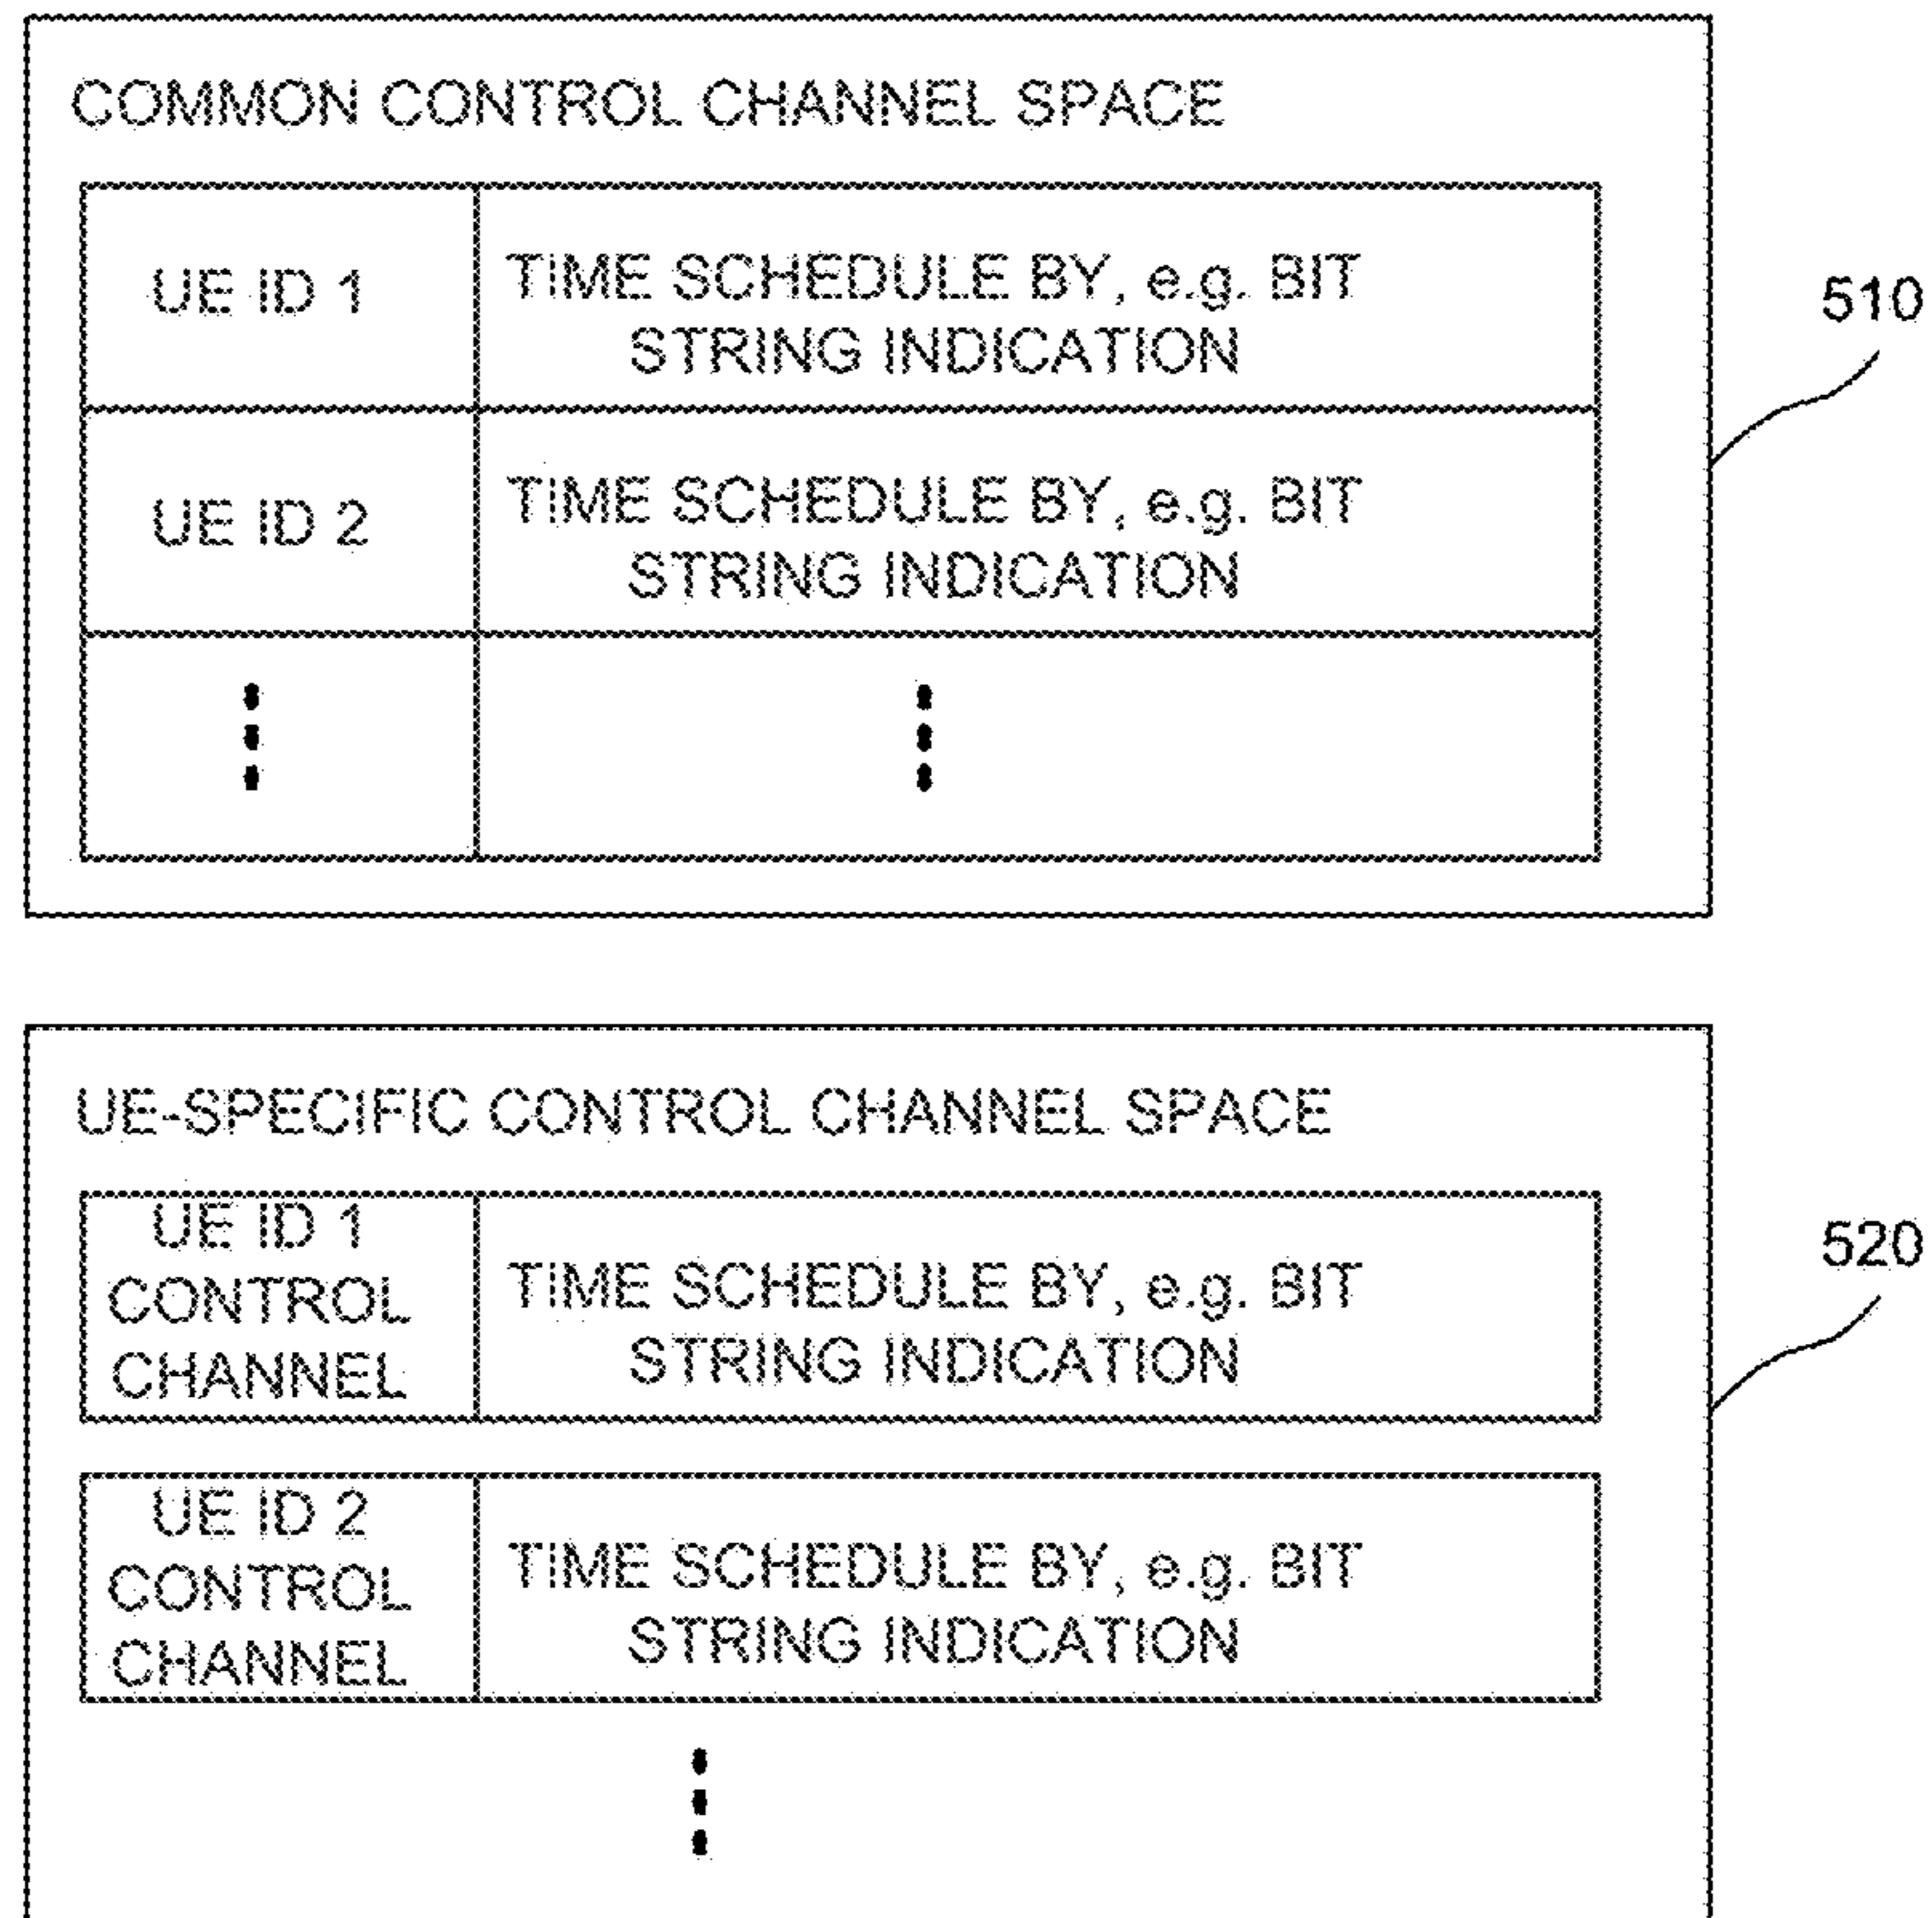 COMMON CONTROL CHANNEL SPACE
UE ID 1
TIME SCHEDULE BY, e.g. BIT
STRING INDICATION
510
UE ID 2
TIME SCHEDULE BY, e.g. BIT
STRING INDICATION
UE-SPECIFIC CONTROL CHANNEL SPACE
UE ID 1
CONTROL
CHANNEL
TIME SCHEDULE BY, e.g. BIT
STRING INDICATION
520
UE ID 2
CONTROL
CHANNEL
TIME SCHEDULE BY, e.g. BIT
STRING INDICATION